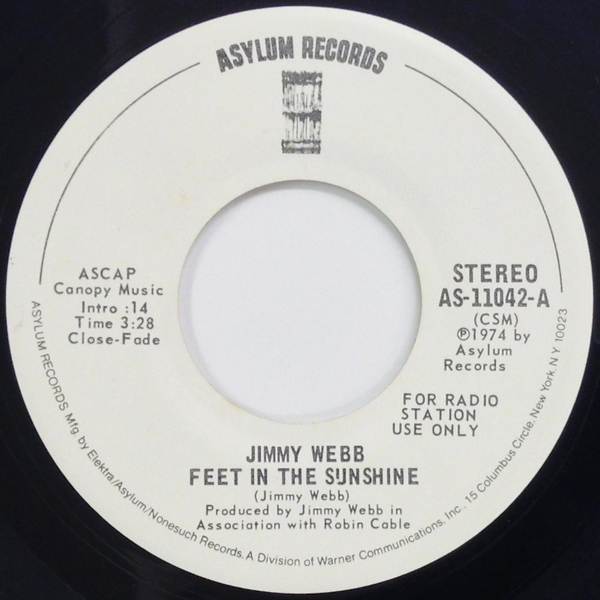 ASYLUM RECORDS
ASCAP
Canopy Music
Intro :14
Time 3:28
Close-Fade
STEREO
AS-11042-A
(CSM)
℗1974 by
Asylum
Records
FOR RADIO
STATION
USE ONLY
JIMMY WEBB
FEET IN THE SUNSHINE
(Jimmy Webb)
Produced by Jimmy Webb in
Association with Robin Cable
ASYLUM RECORDS Mfg. by Elektra/Asylum/Nonesuch Records, A Division of Warner Communications, Inc., 15 Columbus Circle, New York, N Y 10023